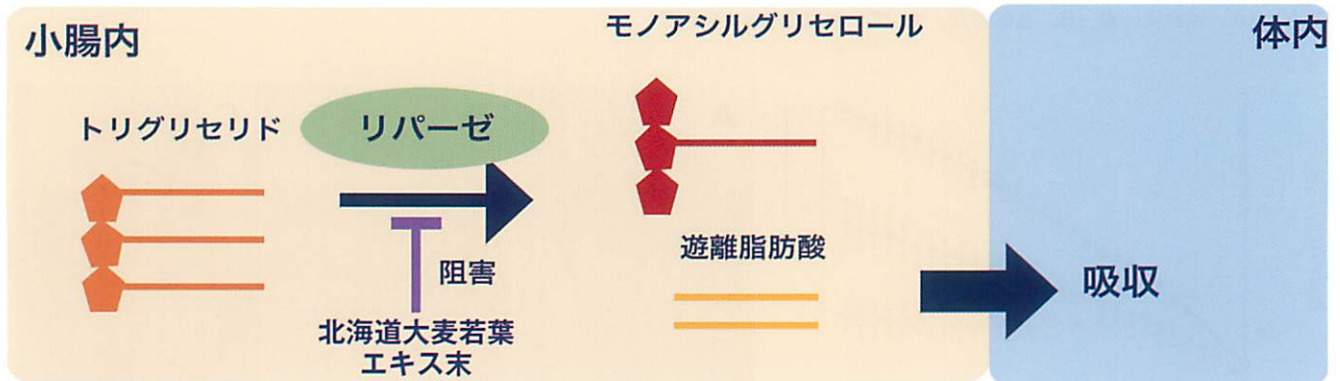 小腸内
トリグリセリド
リパーゼ
阻害
北海道大麦若葉
エキス末
モノアシルグリセロール
遊離脂肪酸
体内
吸収